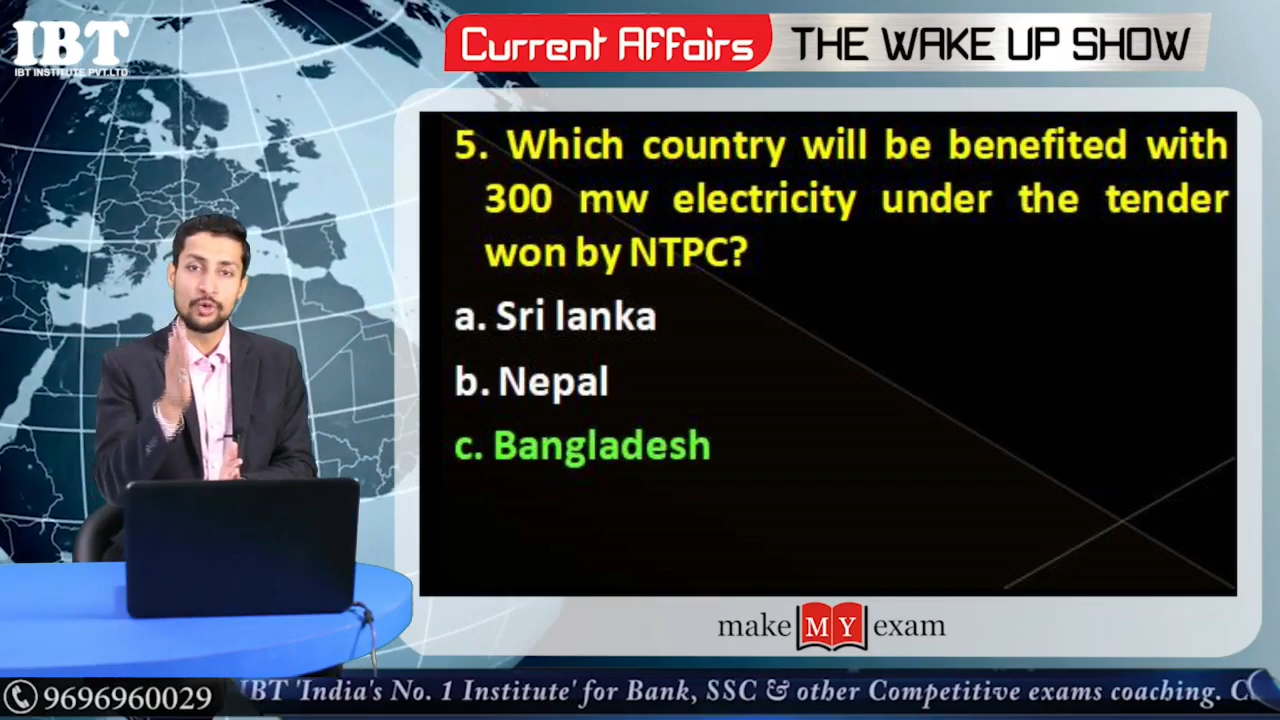 IBT
IBT INSTITUTE PVT.LTD
Current Affairs THE WAKE UP SHOW
5. Which country will be benefited with
300 mw electricity under the tender
won by NTPC?
a. Sri lanka
b. Nepal
c. Bangladesh
make MY exam
9696960029 IBT 'India's No. 1 Institute' for Bank, SSC & other Competitive exams coaching.